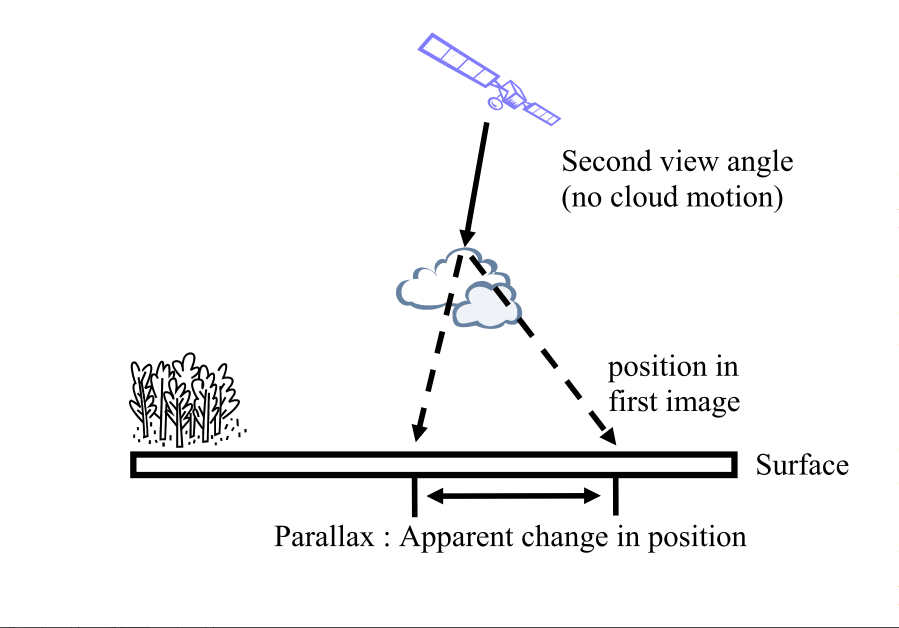 Second view angle
(no cloud motion)
position in
first image
Surface
Parallax : Apparent change in position